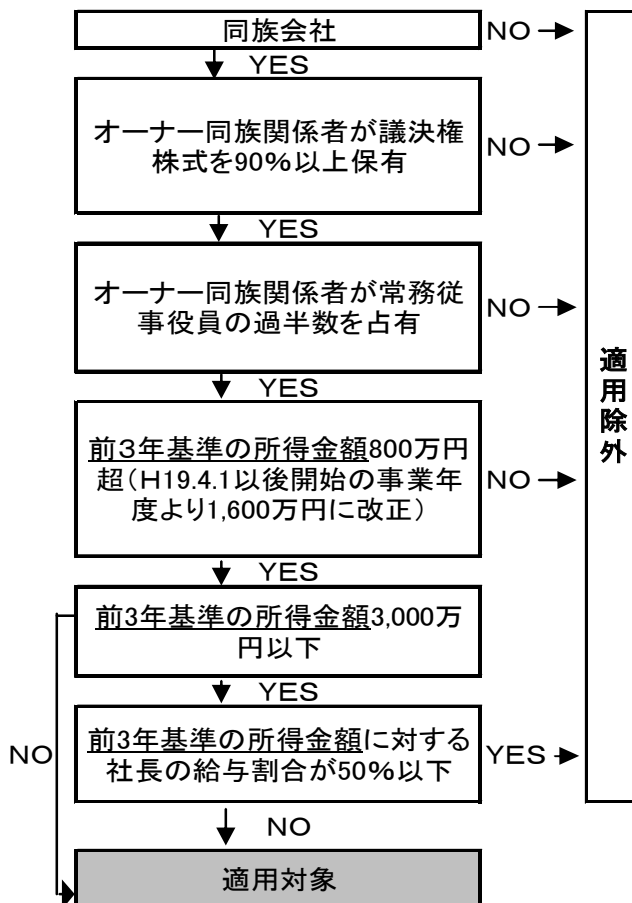 同族会社
NO
YES
オーナー同族関係者が議決権
株式を90%以上保有
NO
YES
オーナー同族関係者が常務従
事役員の過半数を占有
NO
YES
前３年基準の所得金額800万円
超(H19.4.1以後開始の事業年
度より1,600万円に改正)
NO
YES
前3年基準の所得金額3,000万
円以下
YES
NO
前3年基準の所得金額に対する
社長の給与割合が50%以下
YES
NO
適用対象
適用除外